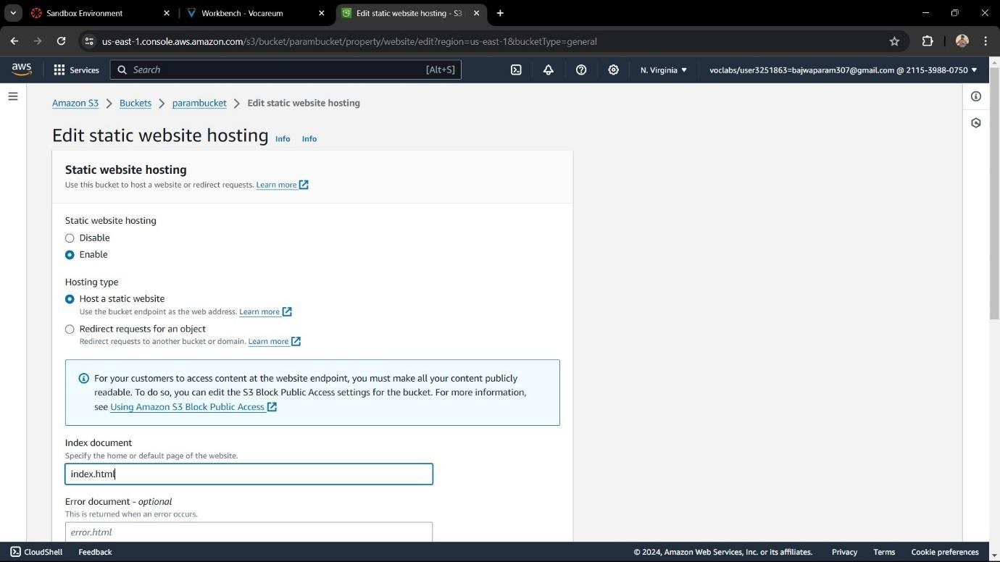 Sandbox Environment
Workbench - Vocareum
Edit static website hosting - S3
us-east-1.console.aws.amazon.com/s3/bucket/parambucket/property/website/edit?region=us-east-1&bucketType=general
aws
Services
Search
[Alt+S]
N. Virginia
voclabs/user3251863=bajwaparam307@gmail.com @ 2115-3988-0750
Amazon S3 > Buckets > parambucket > Edit static website hosting
Edit static website hosting Info Info
Static website hosting
Use this bucket to host a website or redirect requests. Learn more
Static website hosting
Disable
Enable
Hosting type
Host a static website
Use the bucket endpoint as the web address. Learn more
Redirect requests for an object
Redirect requests to another bucket or domain. Learn more
For your customers to access content at the website endpoint, you must make all your content publicly
readable. To do so, you can edit the S3 Block Public Access settings for the bucket. For more information,
see Using Amazon S3 Block Public Access
Index document
Specify the home or default page of the website.
index.html
Error document - optional
This is returned when an error occurs.
error.html
CloudShell
Feedback
© 2024, Amazon Web Services, Inc. or its affiliates.
Privacy
Terms
Cookie preferences